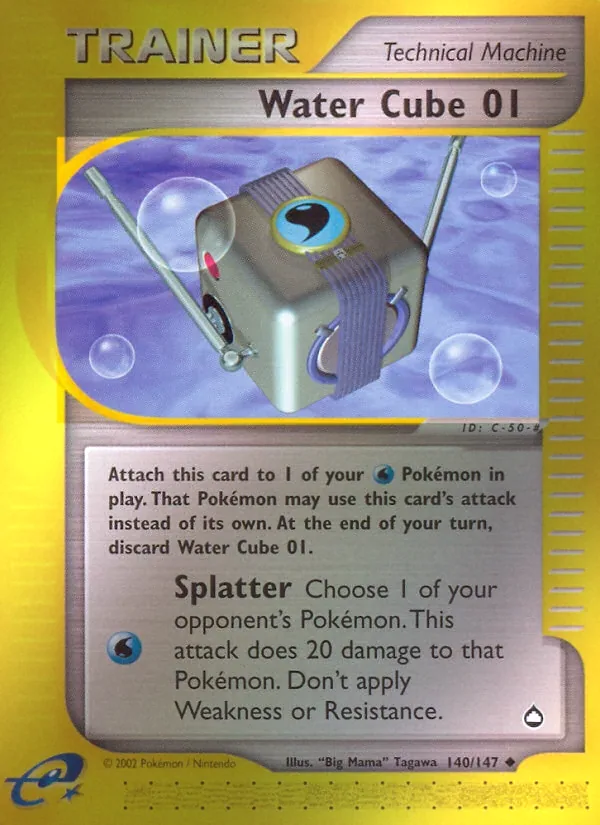 TRAINER
Technical Machine
Water Cube 01
ID: C-50-#
Attach this card to 1 of your Pokémon in
play. That Pokémon may use this card's attack
instead of its own. At the end of your turn,
discard Water Cube 01.
Splatter Choose 1 of your
opponent's Pokémon. This
attack does 20 damage to that
Pokémon. Don't apply
Weakness or Resistance.
© 2002 Pokémon / Nintendo
Illus. "Big Mama" Tagawa 140/147